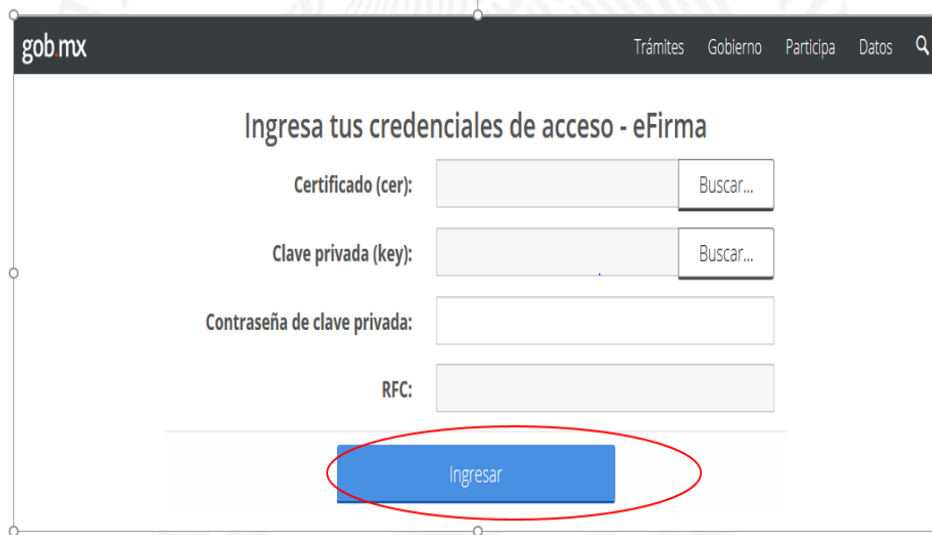 gob.mx Trámites Gobierno Participa Datos
Ingresa tus credenciales de acceso - eFirma
Certificado (cer): Buscar...
Clave privada (key): Buscar...
Contraseña de clave privada:
RFC:
Ingresar